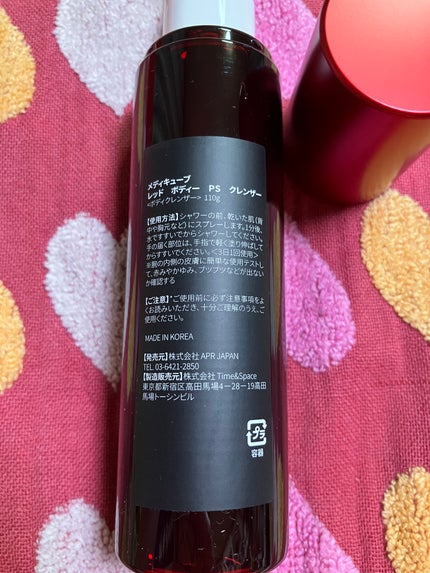 メディキューブ
レッド ボディー PS クレンザー
<ボディクレンザー> 110g
【使用方法】シャワーの前、乾いた肌（背
中や胸元など）にスプレーします。1分後、
水ですすいでからシャワーしてください。
手の届く部位は、手指で軽く塗り伸ばして
からすすいでください。<3日1回使用>
※腕の内側の皮膚に簡単な使用テストし
て、赤みやかゆみ、ブツブツなどが出ない
か確認する
【ご注意】*ご使用前に必ず注意事項をよ
くお読みいただき、十分ご理解のうえ、ご
使用ください。
MADE IN KOREA
【発売元】株式会社 APR JAPAN
TEL. 03-6421-2850
【製造販売元】株式会社 Time&Space
東京都新宿区高田馬場4－28－19高田
馬場トーシンビル
プラ
容器